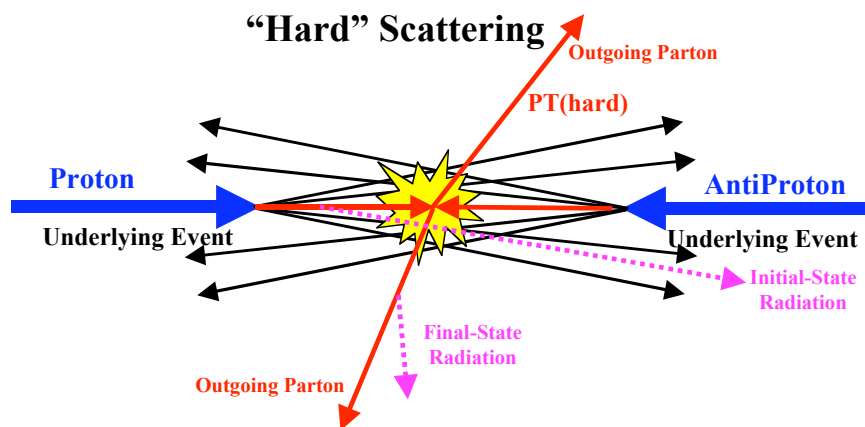 “Hard” Scattering
Outgoing Parton
PT(hard)
Proton
AntiProton
Underlying Event
Underlying Event
Initial-State
Radiation
Final-State
Radiation
Outgoing Parton